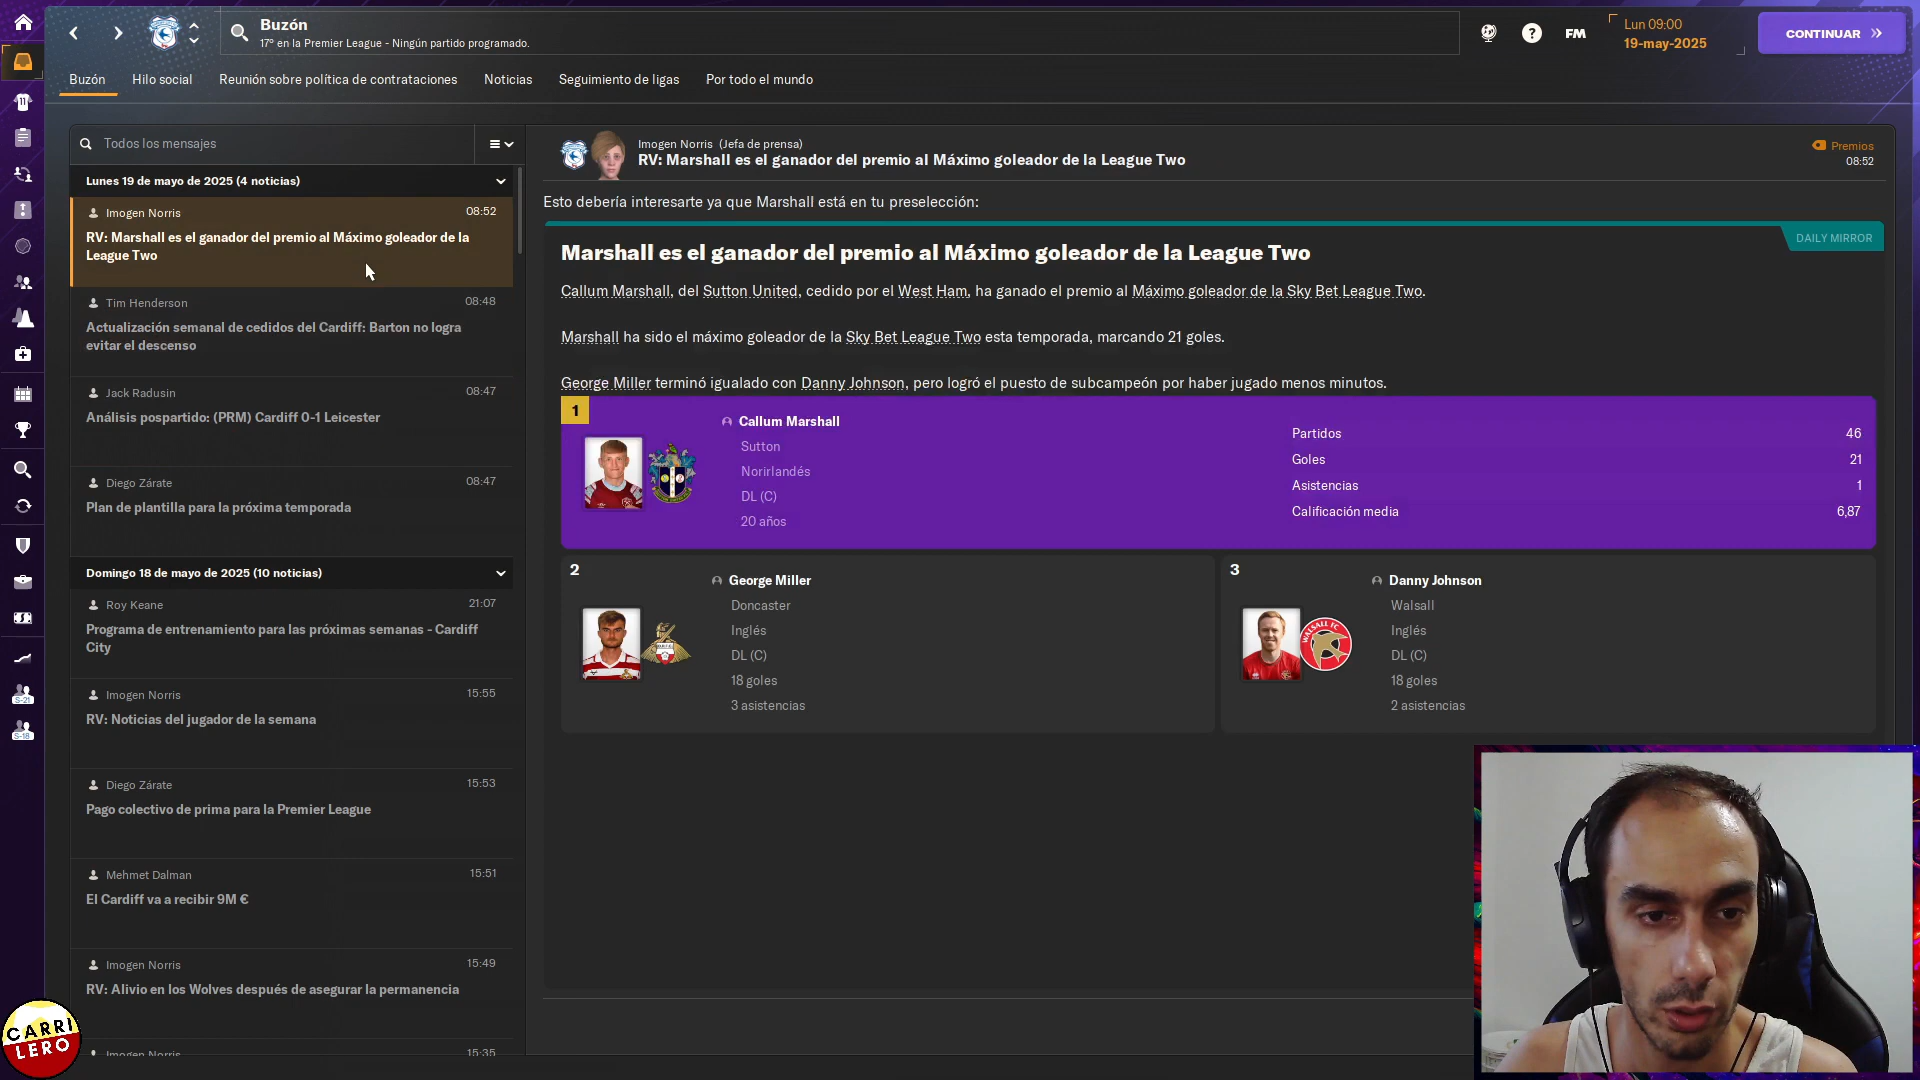 Buzón
17º en la Premier League - Ningún partido programado.
?
FM
Lun 09:00
19-may-2025
CONTINUAR
Buzón
Hilo social
Reunión sobre política de contrataciones
Noticias
Seguimiento de ligas
Por todo el mundo
Todos los mensajes
Lunes 19 de mayo de 2025 (4 noticias)
Imogen Norris
08:52
RV: Marshall es el ganador del premio al Máximo goleador de la
League Two
Tim Henderson
08:48
Actualización semanal de cedidos del Cardiff: Barton no logra
evitar el descenso
Jack Radusin
08:47
Análisis pospartido: (PRM) Cardiff 0-1 Leicester
Diego Zárate
08:47
Plan de plantilla para la próxima temporada
Domingo 18 de mayo de 2025 (10 noticias)
Roy Keane
21:07
Programa de entrenamiento para las próximas semanas - Cardiff
City
Imogen Norris
15:55
RV: Noticias del jugador de la semana
Diego Zárate
15:53
Pago colectivo de prima para la Premier League
Mehmet Dalman
15:51
El Cardiff va a recibir 9M €
Imogen Norris
15:49
RV: Alivio en los Wolves después de asegurar la permanencia
Imogen Norris
15:35
Imogen Norris (Jefa de prensa)
RV: Marshall es el ganador del premio al Máximo goleador de la League Two
Premios
08:52
Esto debería interesarte ya que Marshall está en tu preselección:
DAILY MIRROR
Marshall es el ganador del premio al Máximo goleador de la League Two
Callum Marshall, del Sutton United, cedido por el West Ham, ha ganado el premio al Máximo goleador de la Sky Bet League Two.
Marshall ha sido el máximo goleador de la Sky Bet League Two esta temporada, marcando 21 goles.
George Miller terminó igualado con Danny Johnson, pero logró el puesto de subcampeón por haber jugado menos minutos.
1
Callum Marshall
Sutton
Norirlandés
DL (C)
20 años
Partidos 46
Goles 21
Asistencias 1
Calificación media 6,87
2
George Miller
Doncaster
Inglés
DL (C)
18 goles
3 asistencias
3
Danny Johnson
Walsall
Inglés
DL (C)
18 goles
2 asistencias
WALSALL FC
11
S-21
S-18
CARRI
LERO